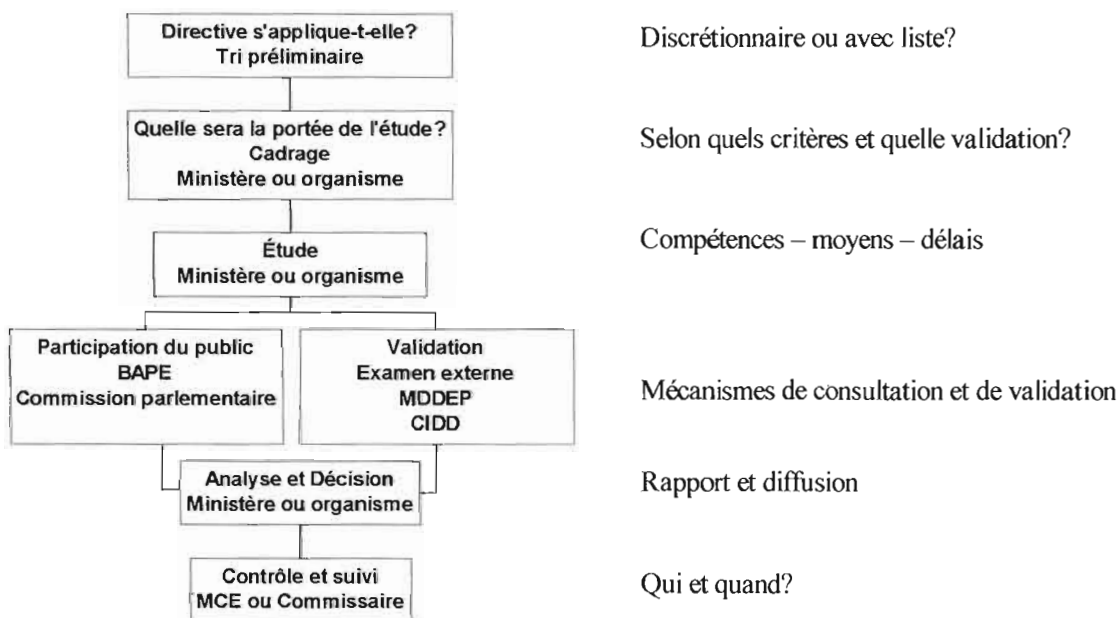 Directive s'applique-t-elle?
Tri préliminaire
Discrétionnaire ou avec liste?
Quelle sera la portée de l'étude?
Cadrage
Ministère ou organisme
Selon quels critères et quelle validation?
Étude
Ministère ou organisme
Compétences – moyens – délais
Participation du public
BAPE
Commission parlementaire
Validation
Examen externe
MDDEP
CIDD
Mécanismes de consultation et de validation
Analyse et Décision
Ministère ou organisme
Rapport et diffusion
Contrôle et suivi
MCE ou Commissaire
Qui et quand?